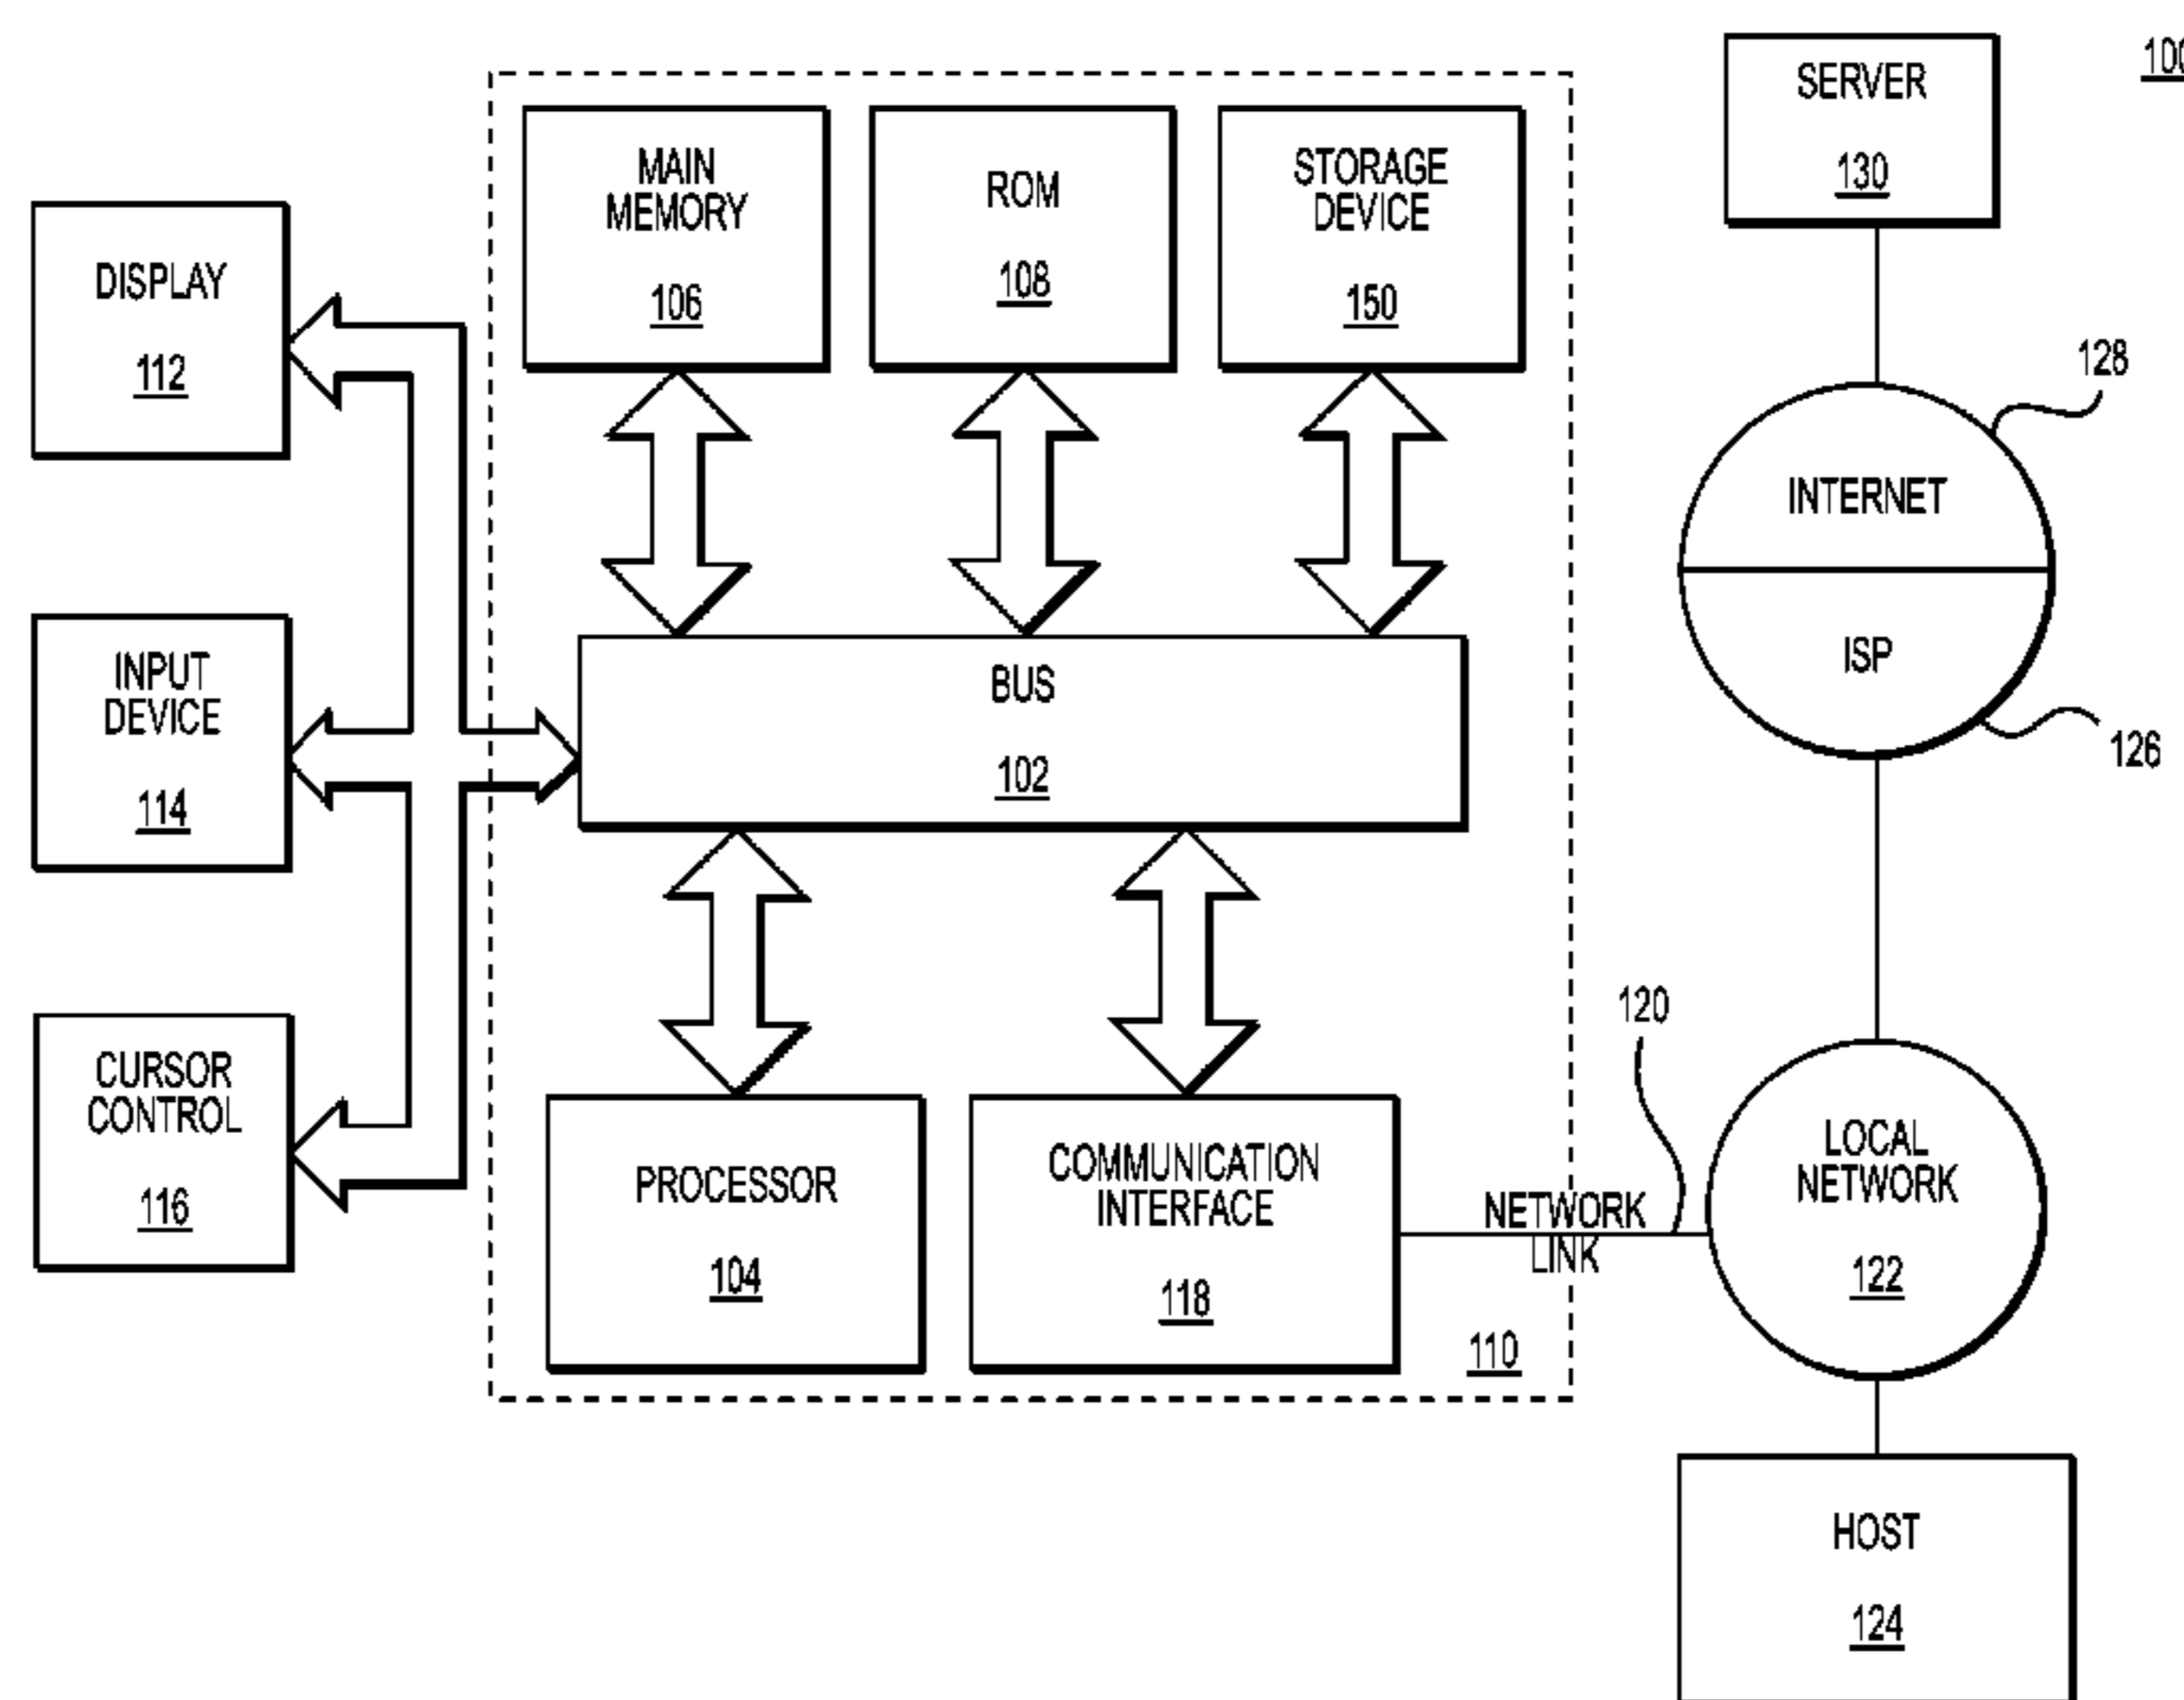 SERVER
130
100
MAIN
MEMORY
106
ROM
108
STORAGE
DEVICE
150
DISPLAY
112
128
INTERNET
ISP
126
INPUT
DEVICE
114
BUS
102
CURSOR
CONTROL
116
PROCESSOR
104
COMMUNICATION
INTERFACE
118
NETWORK
LINK
120
110
LOCAL
NETWORK
122
HOST
124